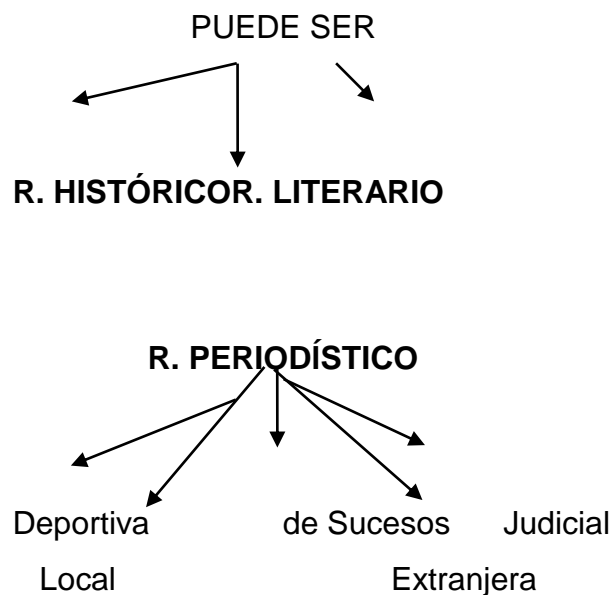 PUEDE SER
R. HISTÓRICOR. LITERARIO
R. PERIODÍSTICO
Deportiva de Sucesos Judicial
Local Extranjera